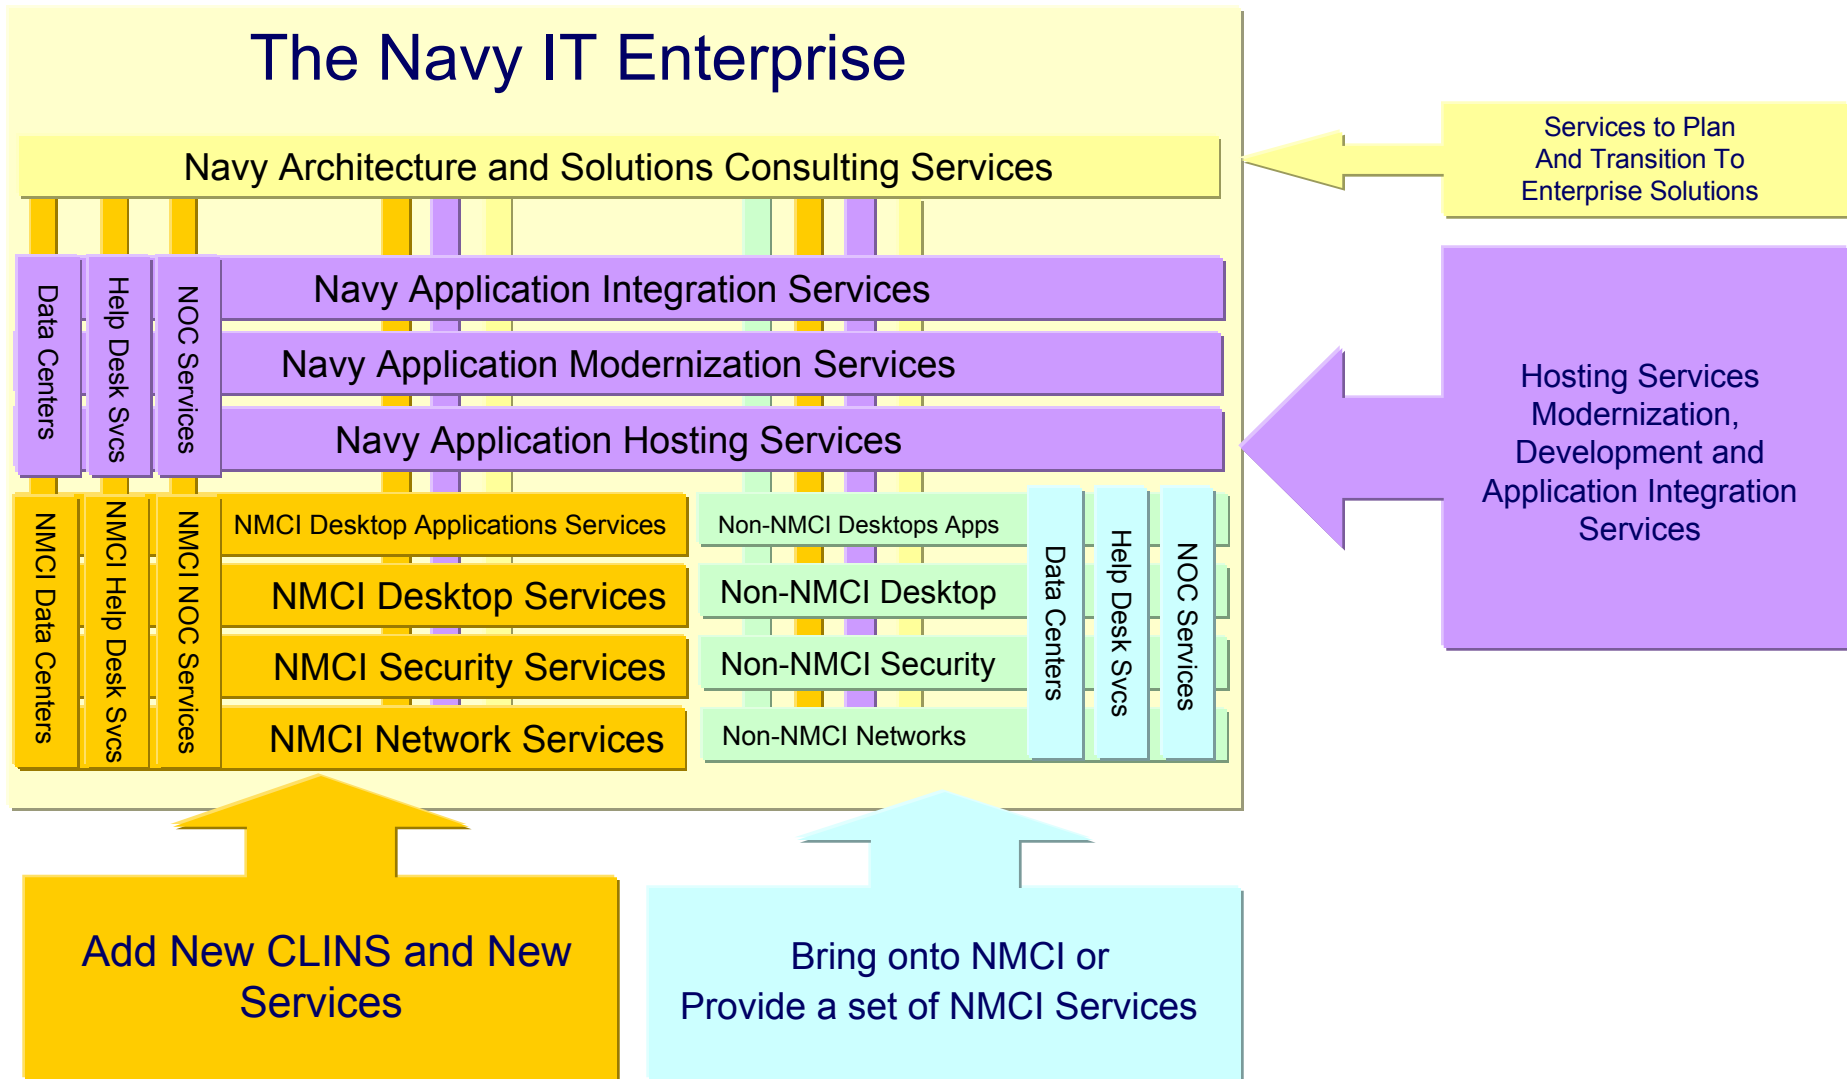 The Navy IT Enterprise
Navy Architecture and Solutions Consulting Services
Services to Plan
And Transition To
Enterprise Solutions
Data Centers
Help Desk Svcs
NOC Services
Navy Application Integration Services
Navy Application Modernization Services
Navy Application Hosting Services
Hosting Services
Modernization,
Development and
Application Integration
Services
NMCI Data Centers
NMCI Help Desk Svcs
NMCI NOC Services
NMCI Desktop Applications Services
NMCI Desktop Services
NMCI Security Services
NMCI Network Services
Non-NMCI Desktops Apps
Non-NMCI Desktop
Non-NMCI Security
Non-NMCI Networks
Data Centers
Help Desk Svcs
NOC Services
Add New CLINS and New
Services
Bring onto NMCI or
Provide a set of NMCI Services